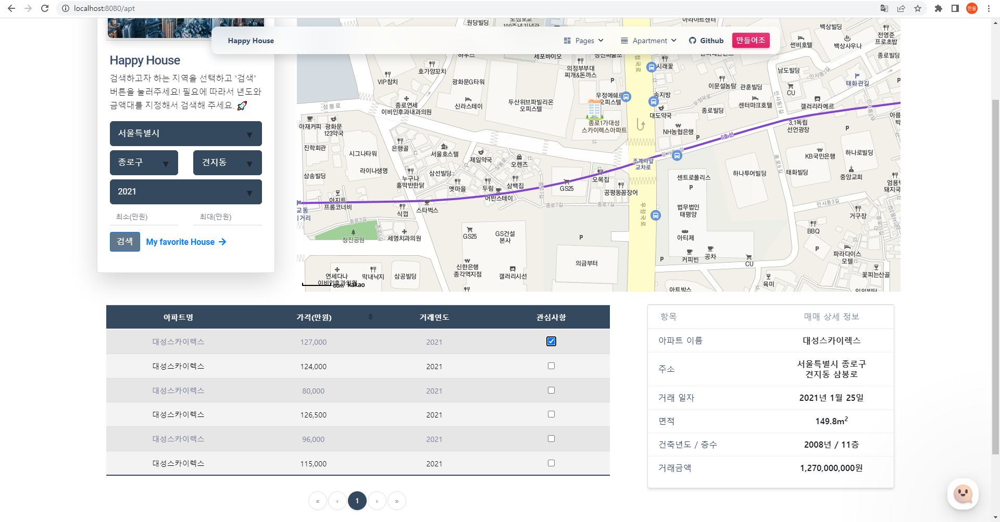 localhost:8080/apt
한울
Happy House
Pages
Apartment
Github
만들어조
Happy House
검색하고자 하는 지역을 선택하고 "검색"
버튼을 눌러주세요! 필요에 따라서 년도와
금액대를 지정해서 검색해 주세요. 🚀
서울특별시
종로구
견지동
2021
최소(만원)
최대(만원)
검색
My favorite House →
원당빌딩
백상빌딩
전영준
프로초밥
썬비호텔
백상사우나
종로빌딩
세포바이오
호가양꼬치
VIP참치
광화문G타워
의정부부대
찌개&돈까스
P
시래꽃
남도빌딩
이문설농탕
관훈빌딩
태화관길
CU
센터마크호텔
갤러리라메르
종로빌딩
삼봉로
종로연세
이비인후과내과의원
신라스테이
두산위브파빌리온
오피스텔
우정에쉐르
오피스텔
송지방
대도약국
종로1가대성
스카이렉스아파트
NH농협은행
P
3.1독립
선언광장
P
5호선
아재커피
광화문
123약국
진학회관
시그나타워
은행골
서울호스텔
제일약국
오렌즈
라이나생명
삼선빌딩
누구나
홀딱반한닭
삼송빌딩
옛마을
두림
삼백집
어반스테이
GS25
오목집
공평동꼼장어
조계사앞
교차로
센트로폴리스
P
하나투어빌딩
KB국민은행
하나로빌딩
태화빌딩
중앙교회
인사동3길
아지트
프롬코너비
식껍
스타벅스
종로7길
종로7길
우정국로
법무법인
태평양
거구장
BBQ
종로3길
청진공원
세명치과의원
GS25
GS건설
본사
P
아티제
커피빈
공차
P
CU
P
파라다이스
모텔
꽃피는산골
연세다나
이비인후과의원
막내낙지
삼공빌딩
신한은행
종각역지점
갤러리시선
의금부터
육미
아트박스
50m
kakao
아파트명 가격(만원) 거래연도 관심사항
대성스카이렉스 127,000 2021
대성스카이렉스 124,000 2021
대성스카이렉스 80,000 2021
대성스카이렉스 126,500 2021
대성스카이렉스 96,000 2021
대성스카이렉스 115,000 2021
« ‹ 1 › »
항목 매매 상세 정보
아파트 이름 대성스카이렉스
주소 서울특별시 종로구
견지동 삼봉로
거래 일자 2021년 1월 25일
면적 149.8m²
건축년도 / 층수 2008년 / 11층
거래금액 1,270,000,000원